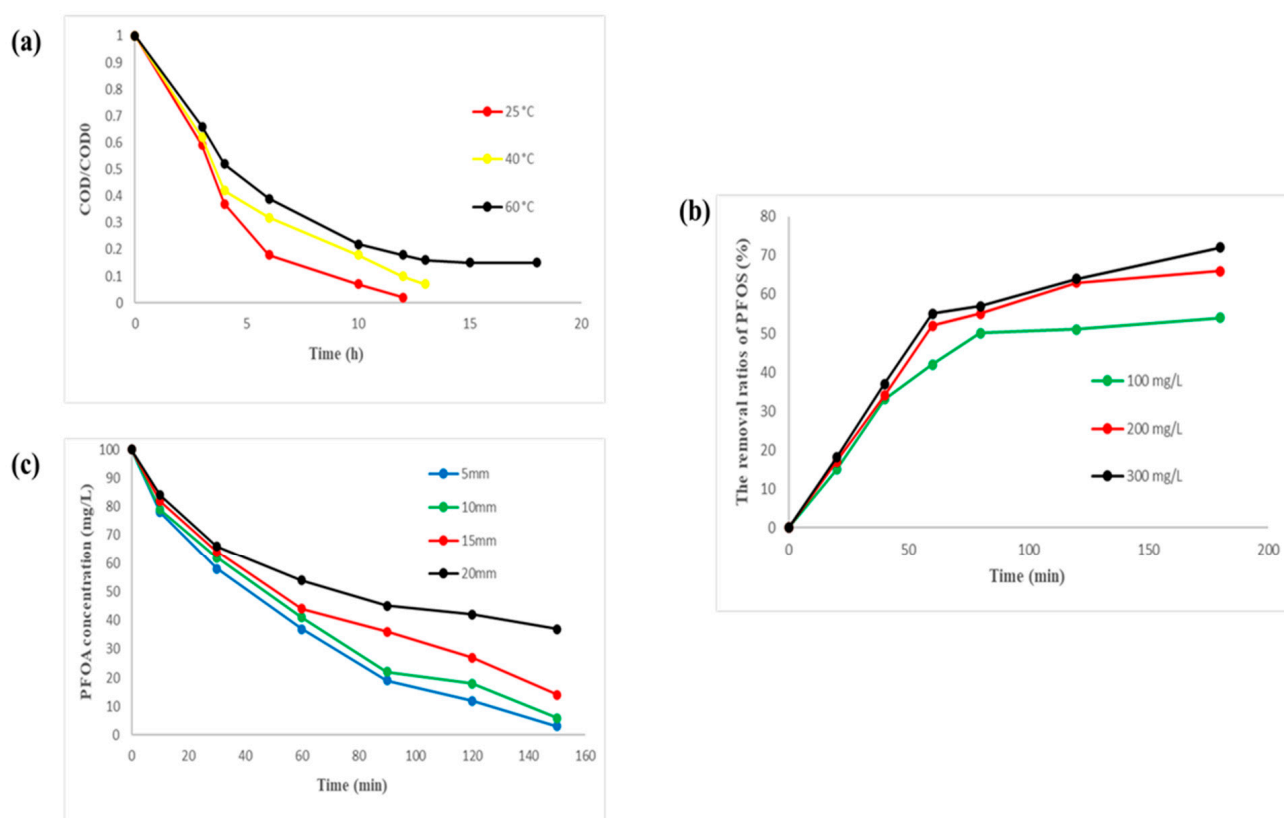 (a)
1
0.9
0.8
0.7
0.6
0.5
0.4
0.3
0.2
0.1
0
COD/COD0
0 5 10 15 20
Time (h)
25°C
40°C
60°C
(b)
80
70
60
50
40
30
20
10
0
The removal ratios of PFOS (%)
0 50 100 150 200
Time (min)
100 mg/L
200 mg/L
300 mg/L
(c)
100
90
80
70
60
50
40
30
20
10
0
PFOA concentration (mg/L)
0 20 40 60 80 100 120 140 160
Time (min)
5mm
10mm
15mm
20mm